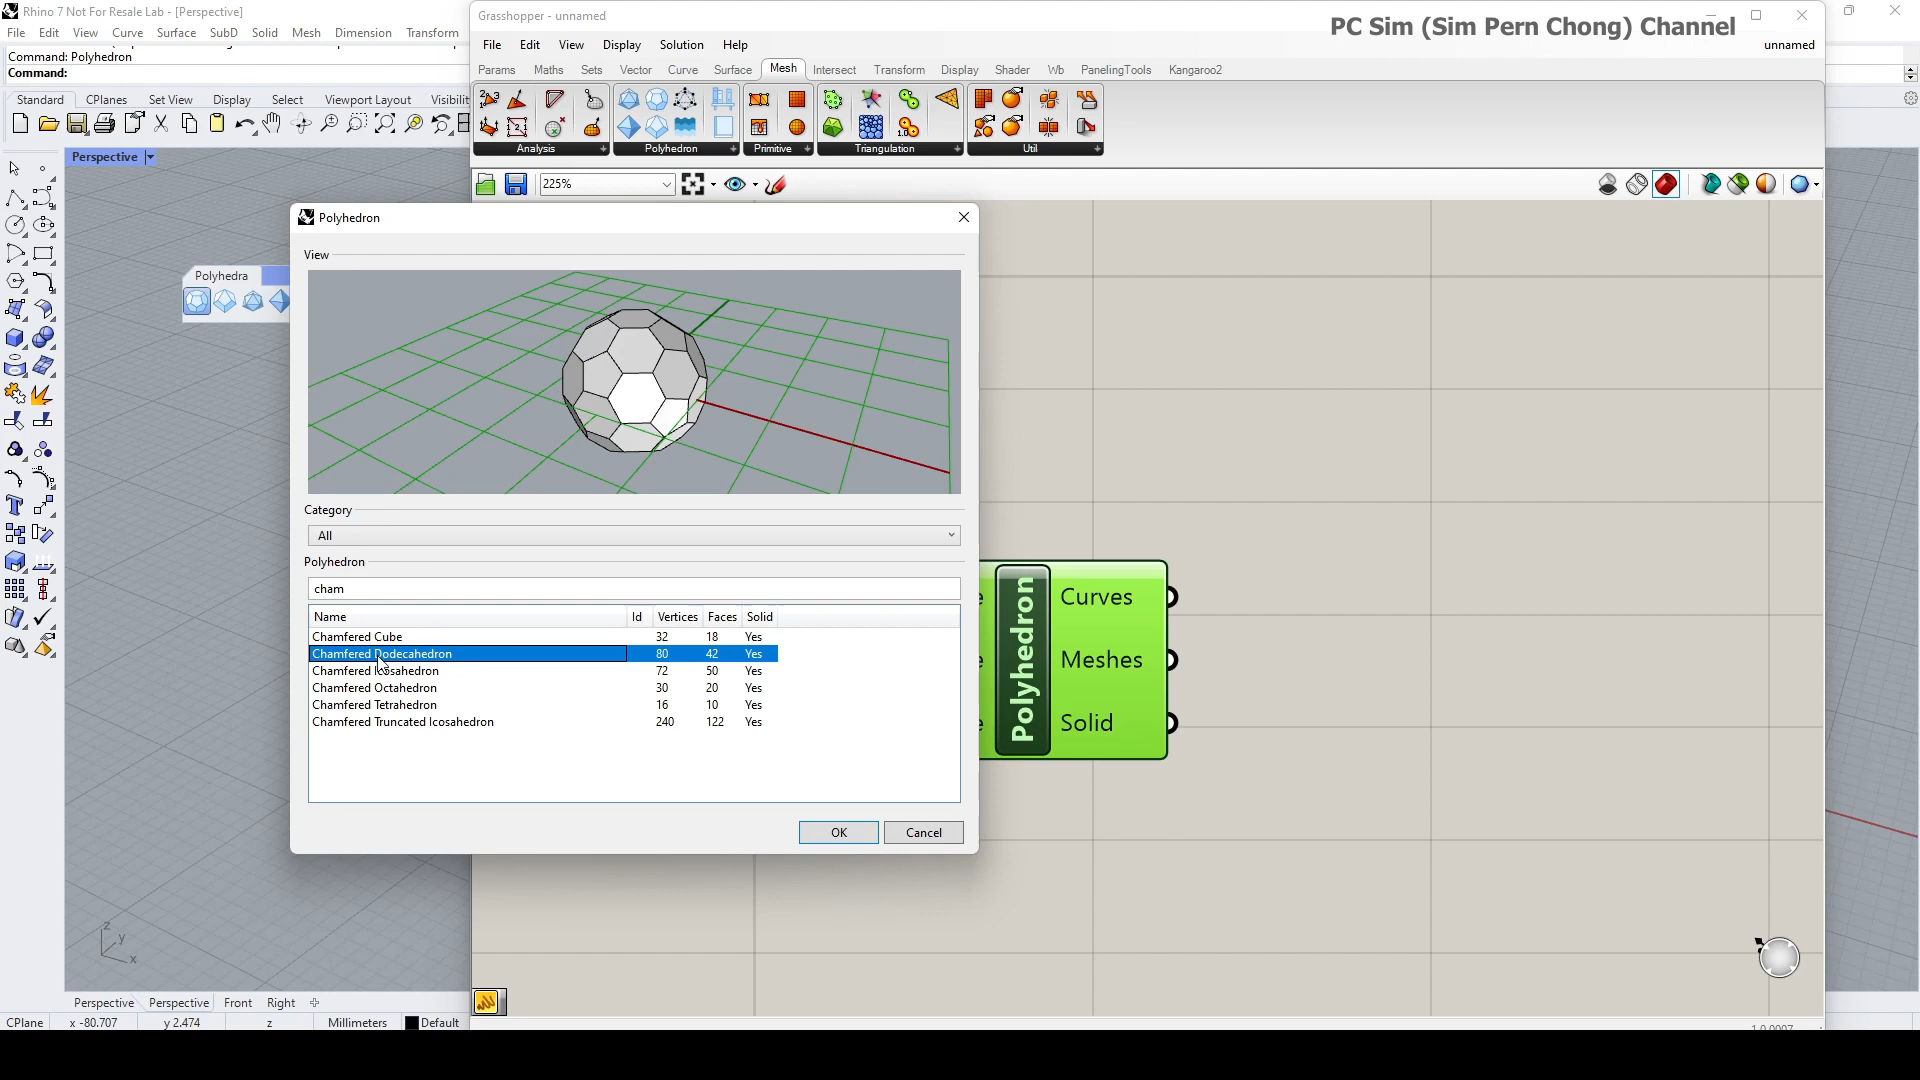 Rhino 7 Not For Resale Lab - [Perspective]
File Edit View Curve Surface SubD Solid Mesh Dimension Transform
Command: Polyhedron
Command:
Standard CPlanes Set View Display Select Viewport Layout Visibilit
Perspective
Polyhedra
Grasshopper - unnamed
PC Sim (Sim Pern Chong) Channel
File Edit View Display Solution Help
unnamed
Params Maths Sets Vector Curve Surface Mesh Intersect Transform Display Shader Wb PanelingTools Kangaroo2
Analysis Polyhedron Primitive Triangulation Util
225%
Polyhedron
View
Category
All
Polyhedron
cham
Name Id Vertices Faces Solid
Chamfered Cube 32 18 Yes
Chamfered Dodecahedron 80 42 Yes
Chamfered Icosahedron 72 50 Yes
Chamfered Octahedron 30 20 Yes
Chamfered Tetrahedron 16 10 Yes
Chamfered Truncated Icosahedron 240 122 Yes
OK Cancel
Polyhedron
Curves
Meshes
Solid
z
y
x
Perspective Perspective Front Right
CPlane x -80.707 y 2.474 z Millimeters Default
1.0.0007